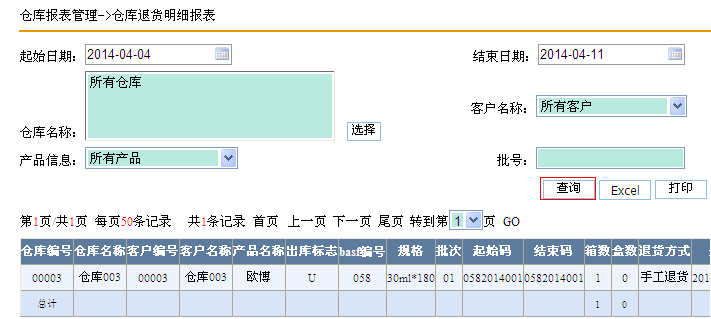 仓库报表管理->仓库退货明细报表
起始日期: 2014-04-04 结束日期: 2014-04-11
所有仓库
仓库名称: 选择 客户名称: 所有客户
产品信息: 所有产品 批号:
查询 Excel 打印
第1页/共1页 每页50条记录 共1条记录 首页 上一页 下一页 尾页 转到第 1 页 GO
仓库编号 仓库名称 客户编号 客户名称 产品名称 出库标志 basf编号 规格 批次 起始码 结束码 箱数 盒数 退货方式
00003 仓库003 00003 仓库003 欧博 U 058 30ml*180 01 0582014001 0582014001 1 0 手工退货 201
总计 1 0